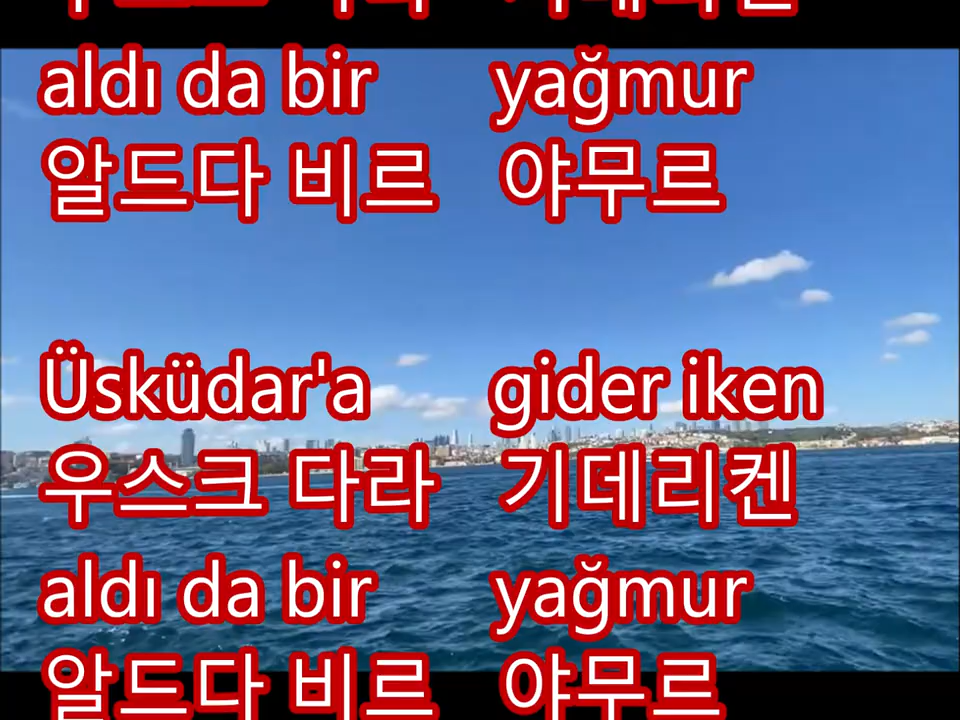 aldı da bir yağmur
알드다 비르 야무르
Üsküdar'a gider iken
우스크 다라 기데리켄
aldı da bir yağmur
알드다 비르 야무르